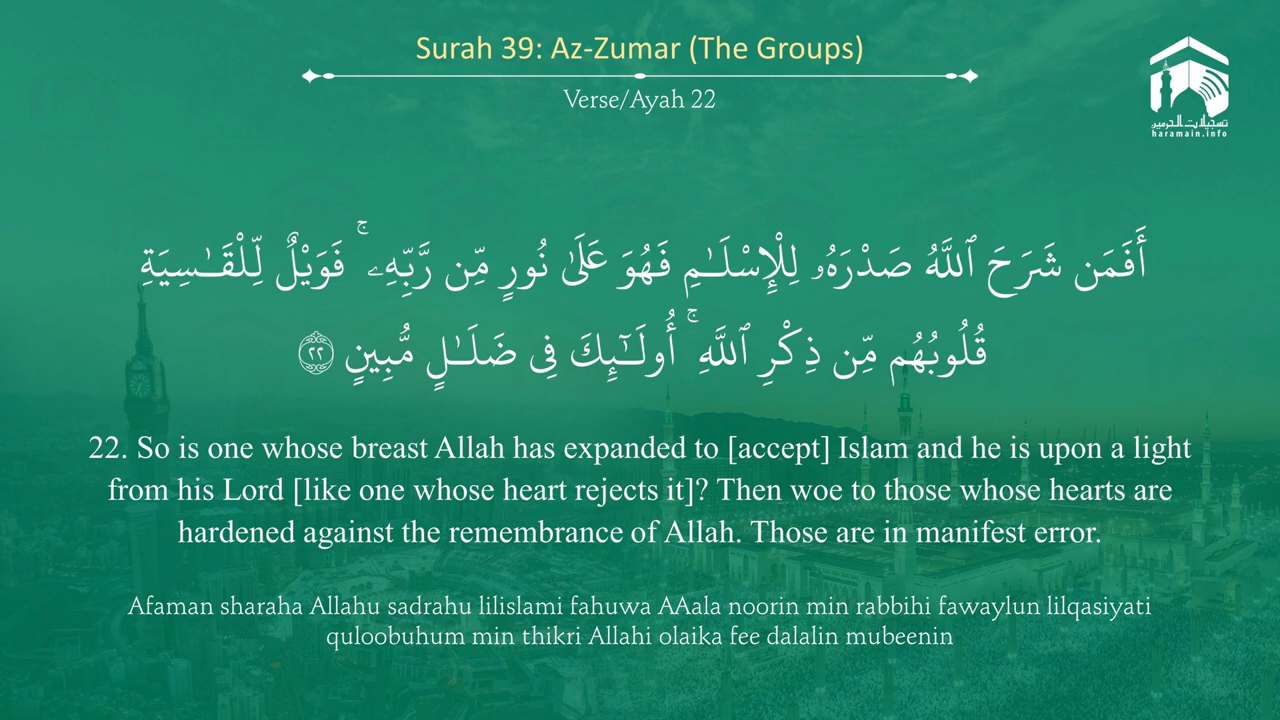 Surah 39: Az-Zumar (The Groups)
Verse/Ayah 22
تسجيلات الحرمين
haramain.info
أَفَمَن شَرَحَ ٱللَّهُ صَدْرَهُۥ لِلْإِسْلَـٰمِ فَهُوَ عَلَىٰ نُورٍ مِّن رَّبِّهِۦ ۚ فَوَيْلٌ لِّلْقَـٰسِيَةِ
قُلُوبُهُم مِّن ذِكْرِ ٱللَّهِ ۚ أُو۟لَـٰٓئِكَ فِى ضَلَـٰلٍ مُّبِينٍ ٢٢
22. So is one whose breast Allah has expanded to [accept] Islam and he is upon a light
from his Lord [like one whose heart rejects it]? Then woe to those whose hearts are
hardened against the remembrance of Allah. Those are in manifest error.
Afaman sharaha Allahu sadrahu lilislami fahuwa AAala noorin min rabbihi fawaylun lilqasiyati
quloobuhum min thikri Allahi olaika fee dalalin mubeenin